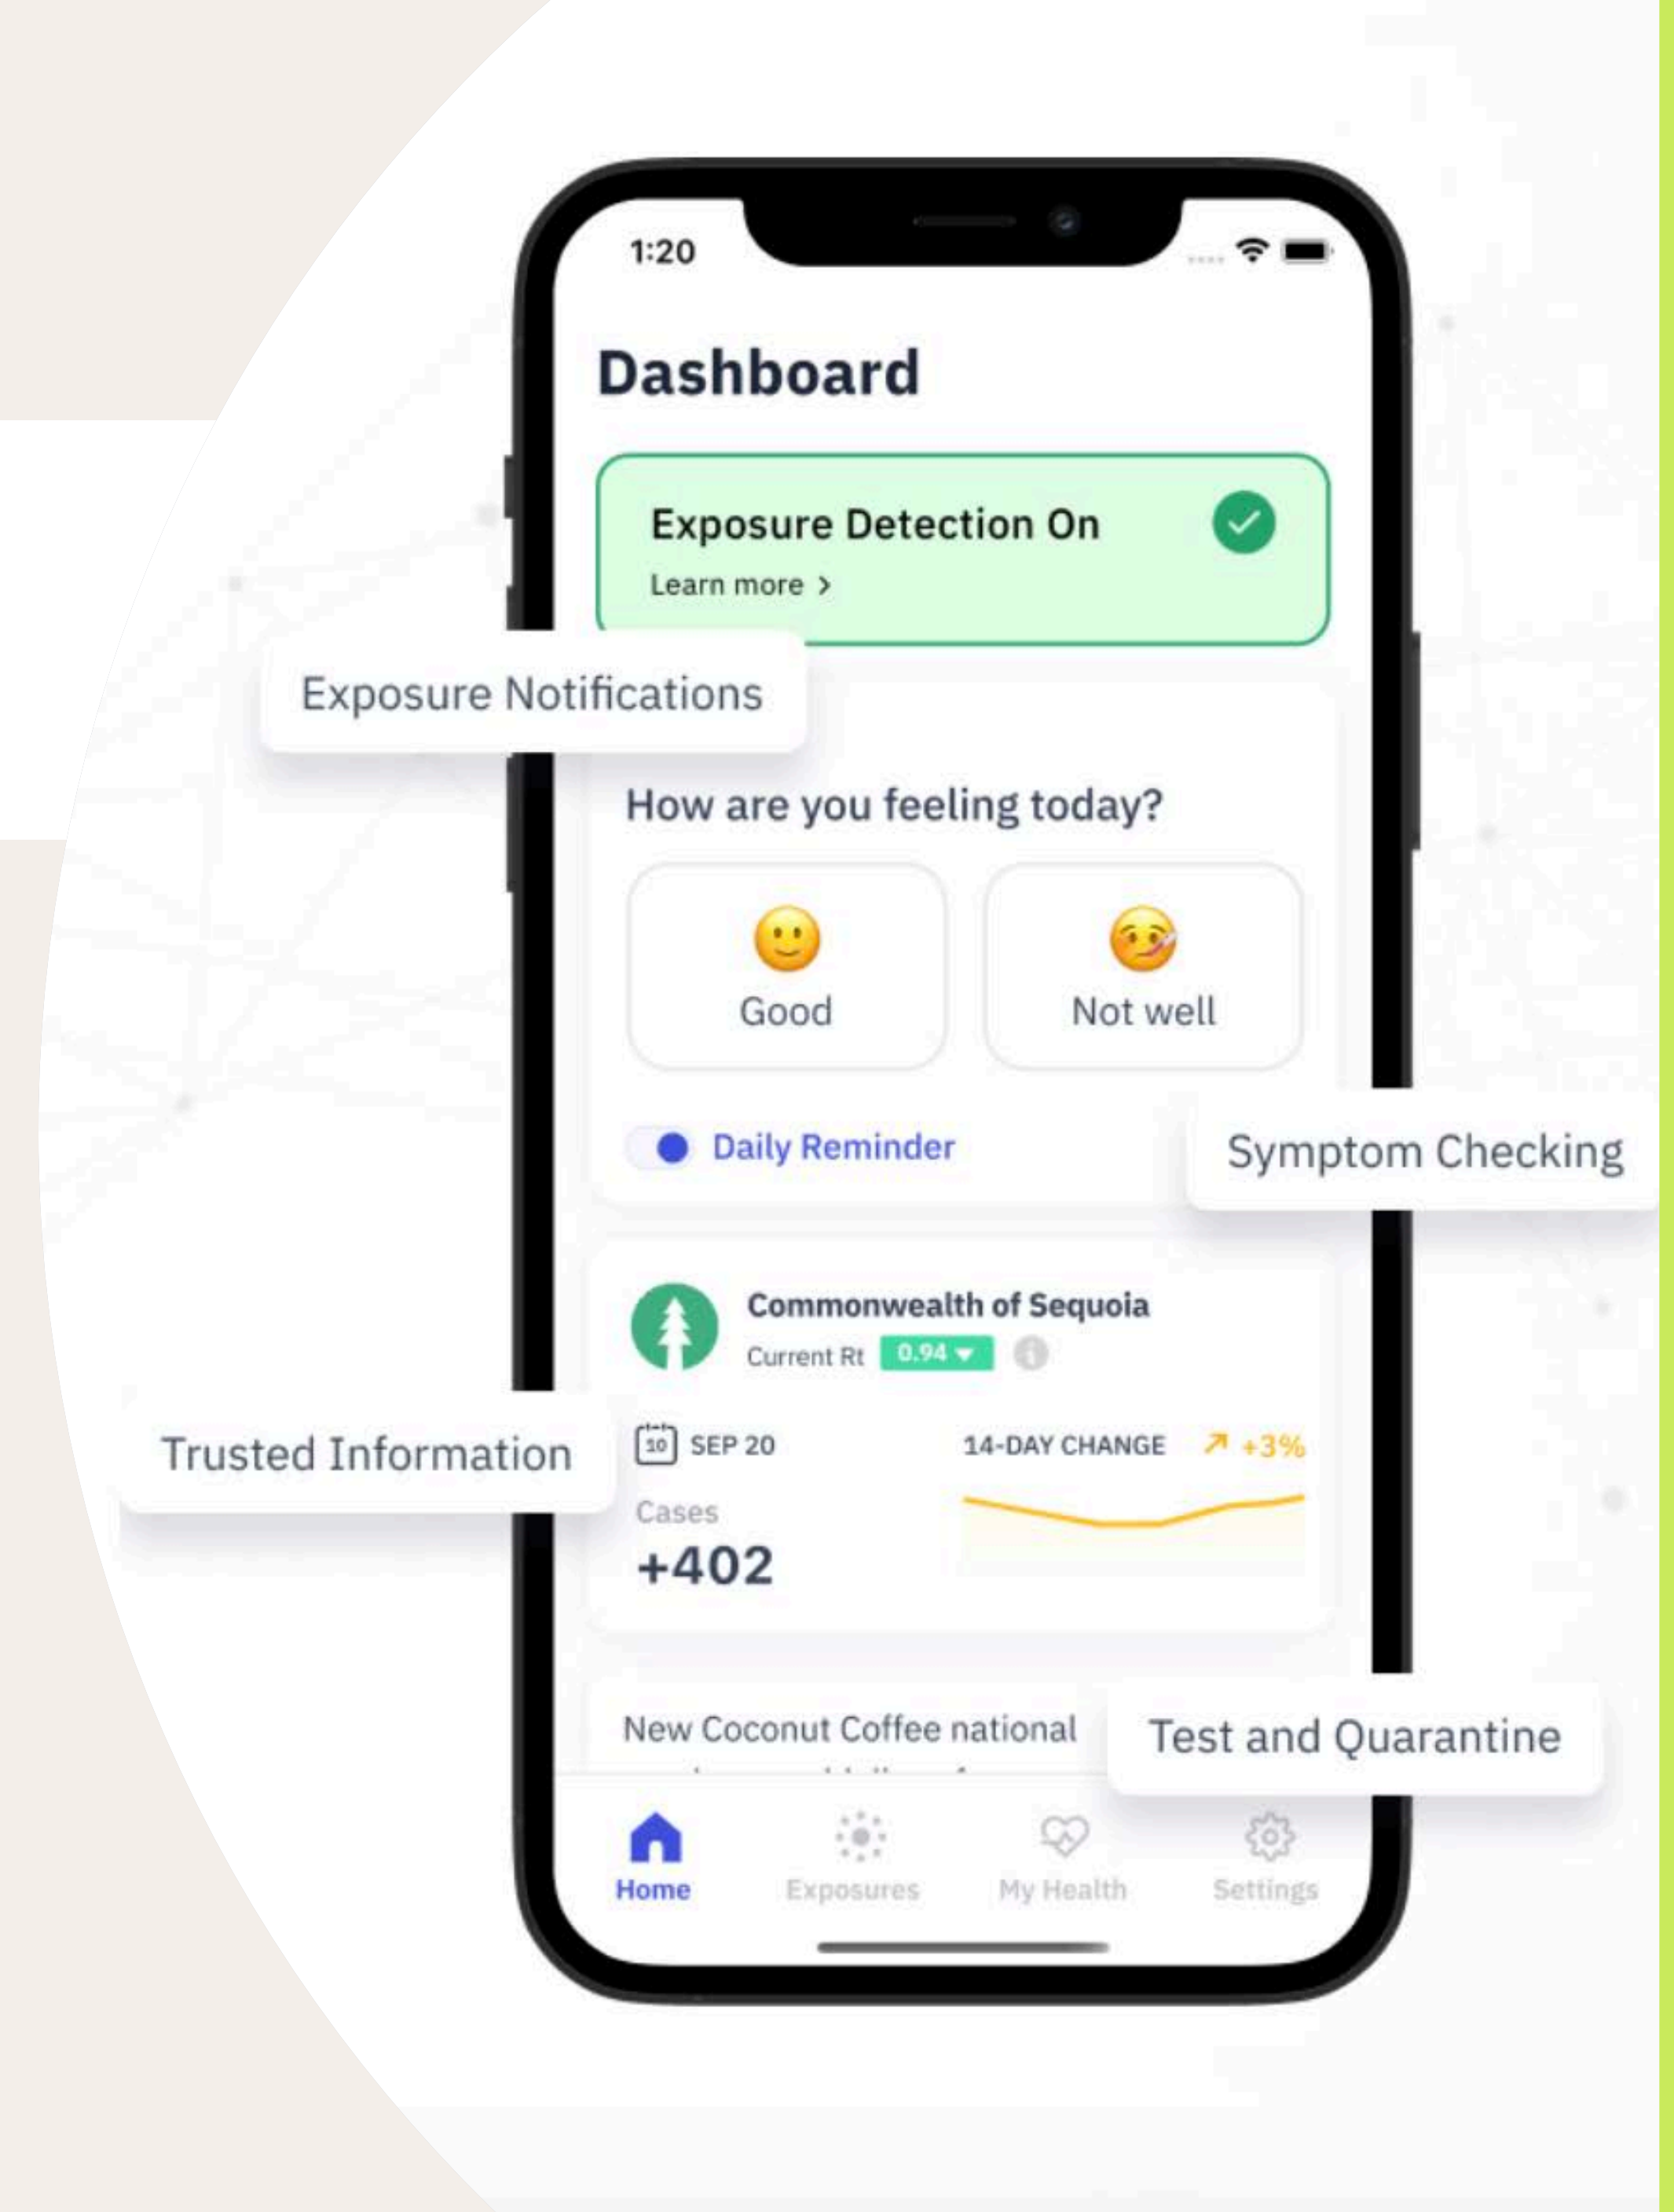 1:20
Dashboard
Exposure Detection On
Learn more >
Exposure Notifications
How are you feeling today?
Good
Not well
Daily Reminder
Symptom Checking
Commonwealth of Sequoia
Current Rt 0.94
Trusted Information
10 SEP 20
14-DAY CHANGE +3%
Cases
+402
New Coconut Coffee national
Test and Quarantine
Home
Exposures
My Health
Settings